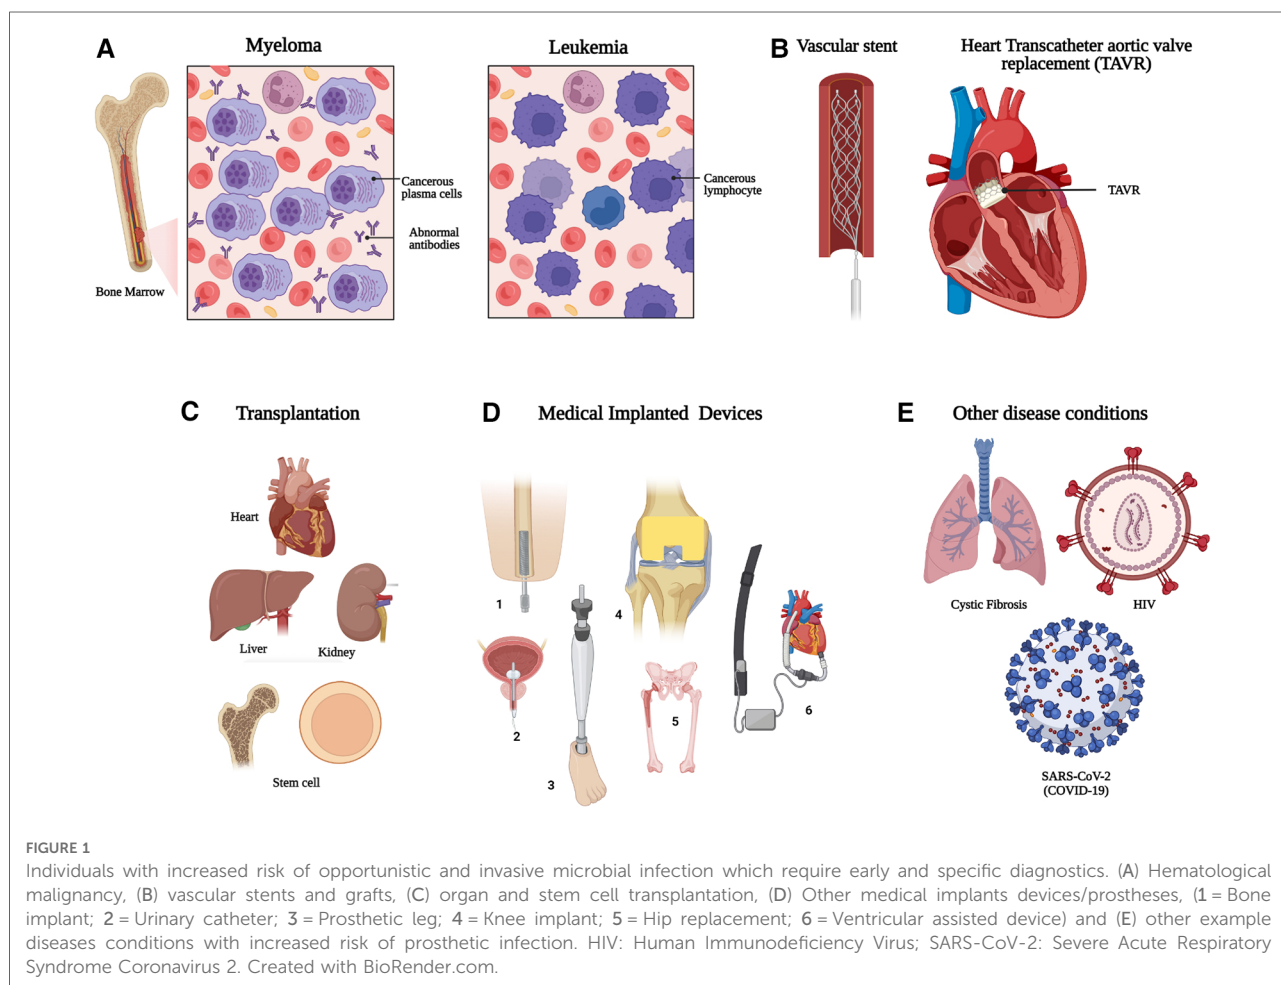 A
Myeloma
Leukemia
Bone Marrow
Cancerous
plasma cells
Abnormal
antibodies
Cancerous
lymphocyte
B
Vascular stent
Heart Transcatheter aortic valve
replacement (TAVR)
TAVR
C
Transplantation
Heart
Liver
Kidney
Stem cell
D
Medical Implanted Devices
1
2
3
4
5
6
E
Other disease conditions
Cystic Fibrosis
HIV
SARS-CoV-2
(COVID-19)
FIGURE 1
Individuals with increased risk of opportunistic and invasive microbial infection which require early and specific diagnostics. (A) Hematological
malignancy, (B) vascular stents and grafts, (C) organ and stem cell transplantation, (D) Other medical implants devices/prostheses, (1 = Bone
implant; 2 = Urinary catheter; 3 = Prosthetic leg; 4 = Knee implant; 5 = Hip replacement; 6 = Ventricular assisted device) and (E) other example
diseases conditions with increased risk of prosthetic infection. HIV: Human Immunodeficiency Virus; SARS-CoV-2: Severe Acute Respiratory
Syndrome Coronavirus 2. Created with BioRender.com.